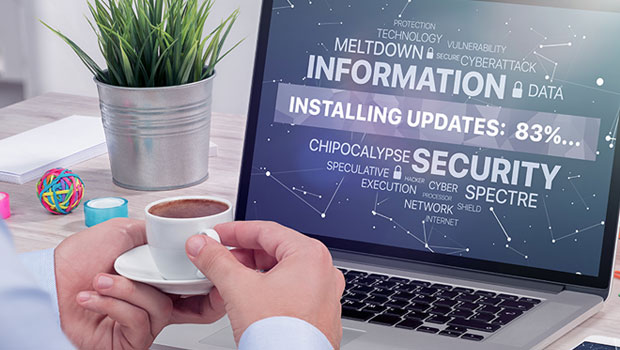 PROTECTION
TECHNOLOGY VULNERABILITY
MELTDOWN SECURE CYBERATTACK
INFORMATION DATA
INSTALLING UPDATES: 83%...
CHIPOCALYPSE SECURITY
SPECULATIVE HACKER CYBER SPECTRE
EXECUTION PROCESSOR SHIELD
NETWORK
INTERNET